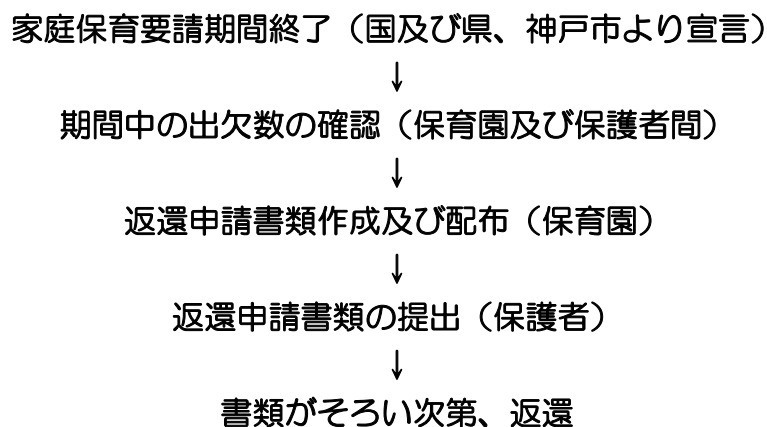 家庭保育要請期間終了（国及び県、神戸市より宣言）
↓
期間中の出欠数の確認（保育園及び保護者間）
↓
返還申請書類作成及び配布（保育園）
↓
返還申請書類の提出（保護者）
↓
書類がそろい次第、返還